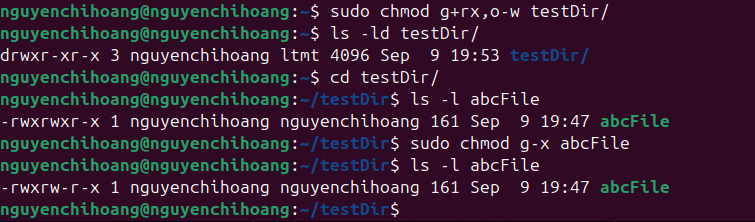 nguyenchihoang@nguyenchihoang:~$ sudo chmod g+rx,o-w testDir/
nguyenchihoang@nguyenchihoang:~$ ls -ld testDir/
drwxr-xr-x 3 nguyenchihoang ltmt 4096 Sep  9 19:53 testDir/
nguyenchihoang@nguyenchihoang:~$ cd testDir/
nguyenchihoang@nguyenchihoang:~/testDir$ ls -l abcFile
-rwxrwxr-x 1 nguyenchihoang nguyenchihoang 161 Sep  9 19:47 abcFile
nguyenchihoang@nguyenchihoang:~/testDir$ sudo chmod g-x abcFile
nguyenchihoang@nguyenchihoang:~/testDir$ ls -l abcFile
-rwxrw-r-x 1 nguyenchihoang nguyenchihoang 161 Sep  9 19:47 abcFile
nguyenchihoang@nguyenchihoang:~/testDir$